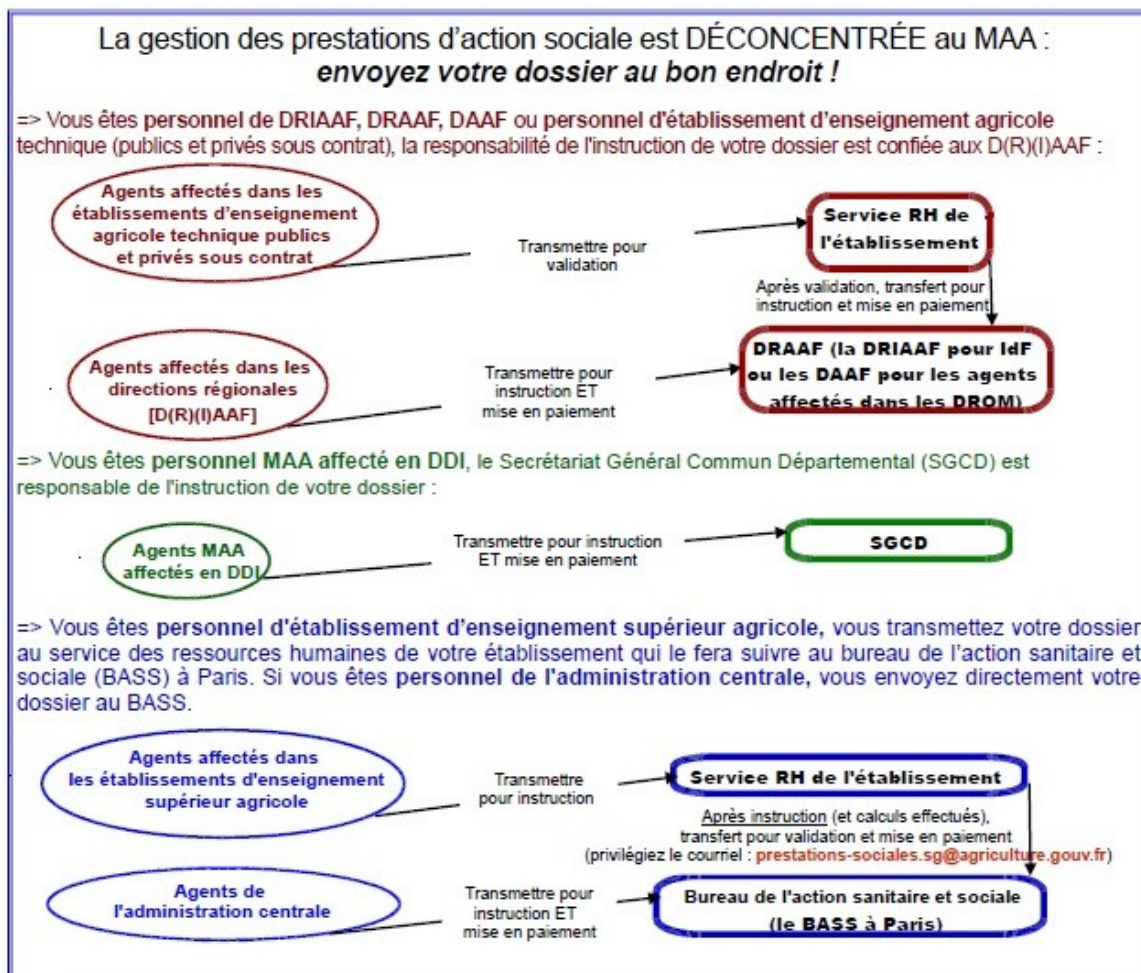 La gestion des prestations d'action sociale est DÉCONCENTRÉE au MAA :
envoyez votre dossier au bon endroit !
=> Vous êtes personnel de DRIAAF, DRAAF, DAAF ou personnel d'établissement d'enseignement agricole
technique (publics et privés sous contrat), la responsabilité de l'instruction de votre dossier est confiée aux D(R)(I)AAF :
Agents affectés dans les
établissements d'enseignement
agricole technique publics
et privés sous contrat
Transmettre pour
validation
Service RH de
l'établissement
Après validation, transfert pour
instruction et mise en paiement
Agents affectés dans les
directions régionales
[D(R)(I)AAF]
Transmettre pour
instruction ET
mise en paiement
DRAAF (la DRIAAF pour IdF
ou les DAAF pour les agents
affectés dans les DROM)
=> Vous êtes personnel MAA affecté en DDI, le Secrétariat Général Commun Départemental (SGCD) est
responsable de l'instruction de votre dossier :
Agents MAA
affectés en DDI
Transmettre pour instruction
ET mise en paiement
SGCD
=> Vous êtes personnel d'établissement d'enseignement supérieur agricole, vous transmettez votre dossier
au service des ressources humaines de votre établissement qui le fera suivre au bureau de l'action sanitaire et
sociale (BASS) à Paris. Si vous êtes personnel de l'administration centrale, vous envoyez directement votre
dossier au BASS.
Agents affectés dans
les établissements d'enseignement
supérieur agricole
Transmettre
pour instruction
Service RH de l'établissement
Après instruction (et calculs effectués),
transfert pour validation et mise en paiement
(privilégiez le courriel : prestations-sociales.sg@agriculture.gouv.fr)
Agents de
l'administration centrale
Transmettre pour
instruction ET
mise en paiement
Bureau de l'action sanitaire et sociale
(le BASS à Paris)